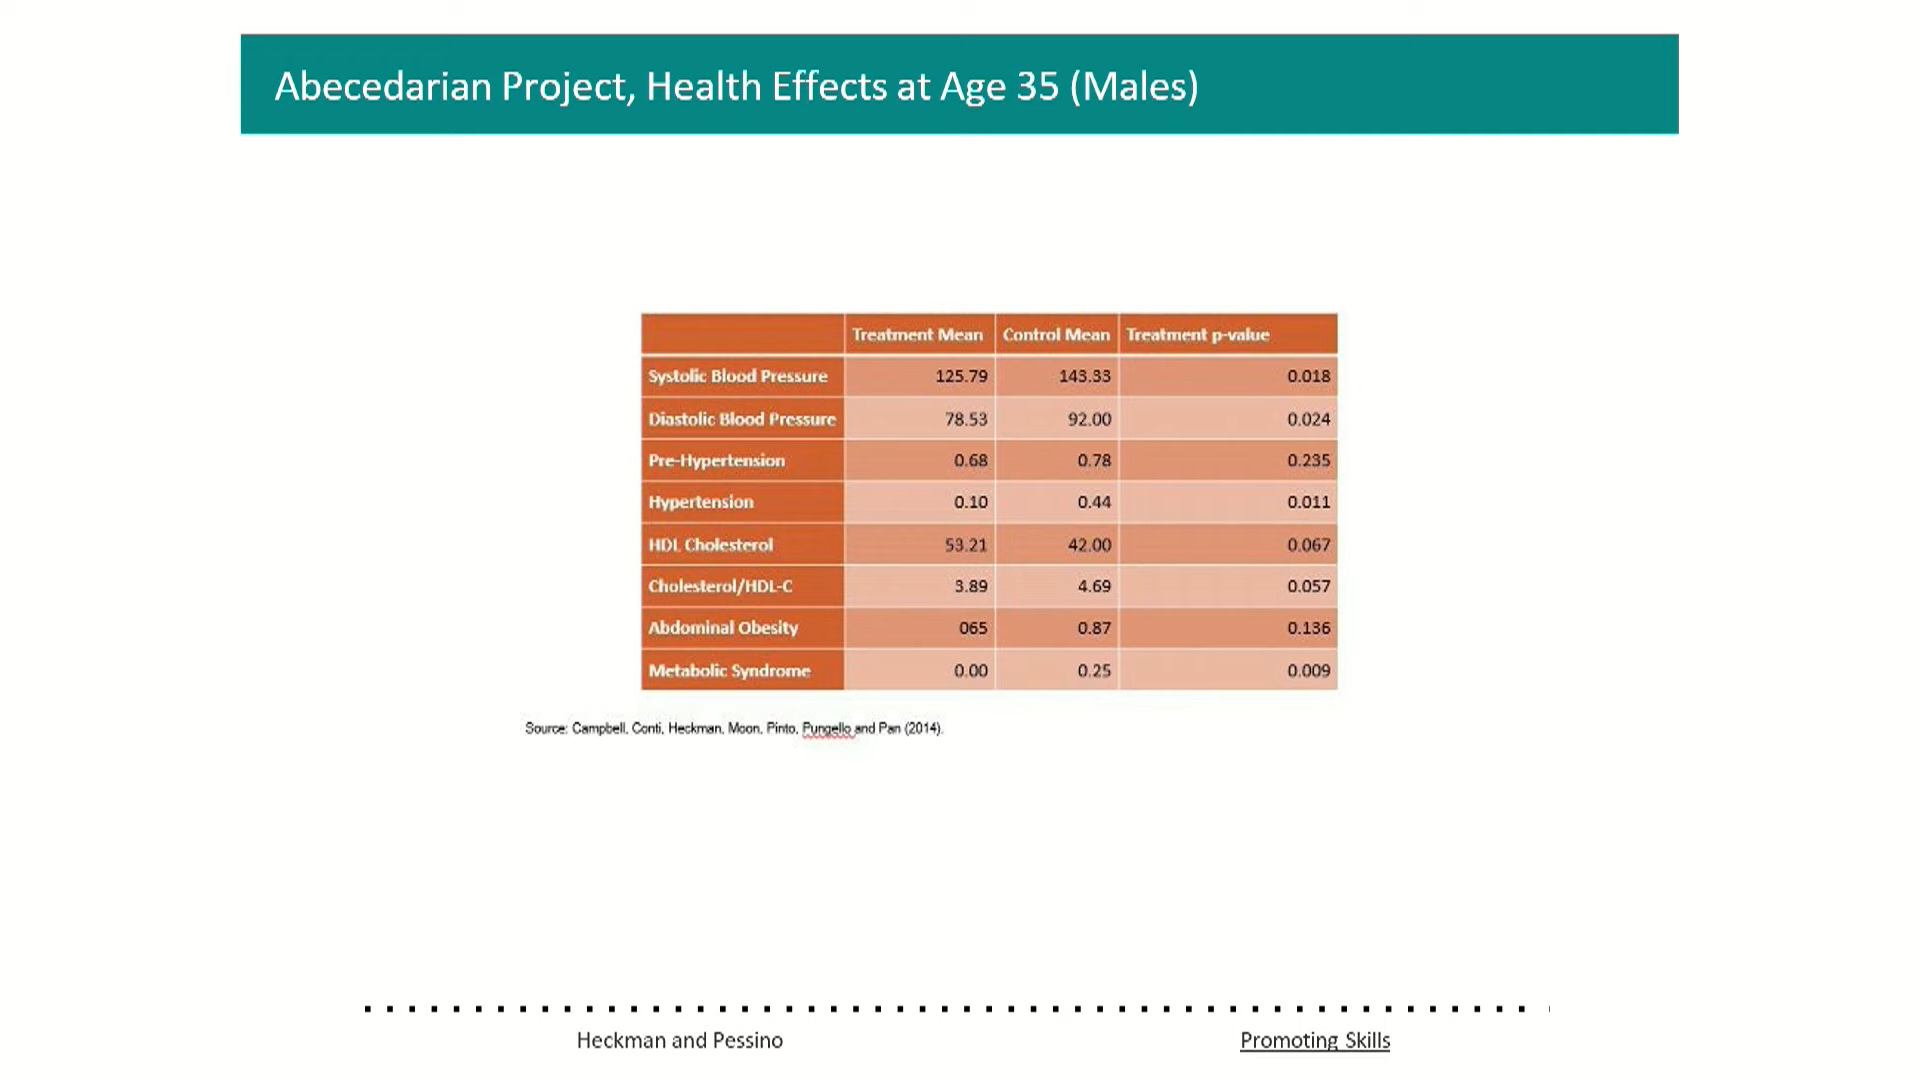 Abecedarian Project, Health Effects at Age 35 (Males)
Treatment Mean Control Mean Treatment p-value
Systolic Blood Pressure 125.79 143.33 0.018
Diastolic Blood Pressure 78.53 92.00 0.024
Pre-Hypertension 0.68 0.78 0.235
Hypertension 0.10 0.44 0.011
HDL Cholesterol 53.21 42.00 0.067
Cholesterol/HDL-C 3.89 4.69 0.057
Abdominal Obesity 065 0.87 0.136
Metabolic Syndrome 0.00 0.25 0.009
Source: Campbell, Conti, Heckman, Moon, Pinto, Pungello and Pan (2014).
Heckman and Pessino Promoting Skills